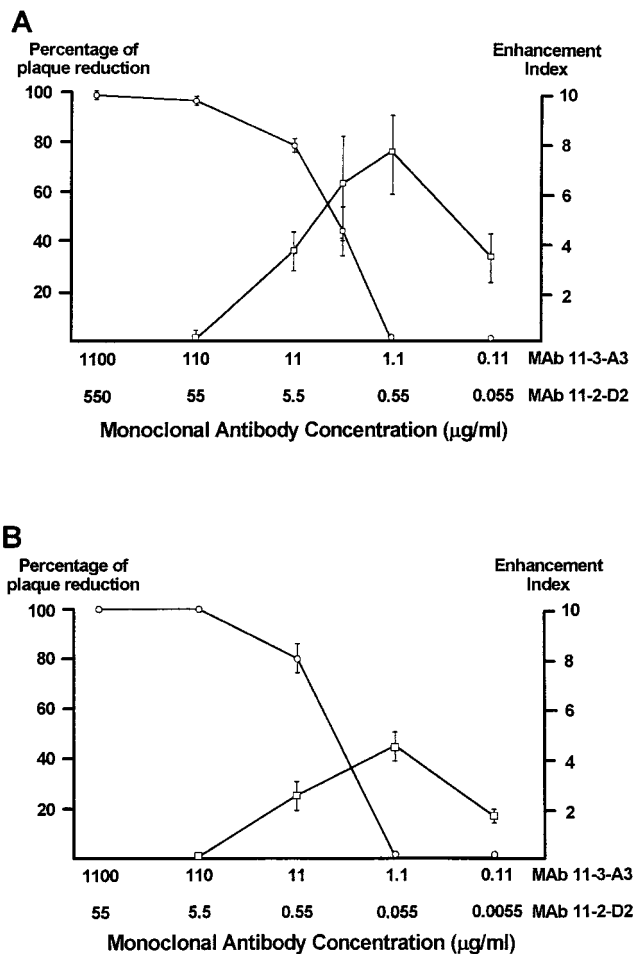 A
Percentage of
plaque reduction
Enhancement
Index
100
80
60
40
20
10
8
6
4
2
1100 110 11 1.1 0.11 MAb 11-3-A3
550 55 5.5 0.55 0.055 MAb 11-2-D2
Monoclonal Antibody Concentration (µg/ml)
B
Percentage of
plaque reduction
Enhancement
Index
100
80
60
40
20
10
8
6
4
2
1100 110 11 1.1 0.11 MAb 11-3-A3
55 5.5 0.55 0.055 0.0055 MAb 11-2-D2
Monoclonal Antibody Concentration (µg/ml)